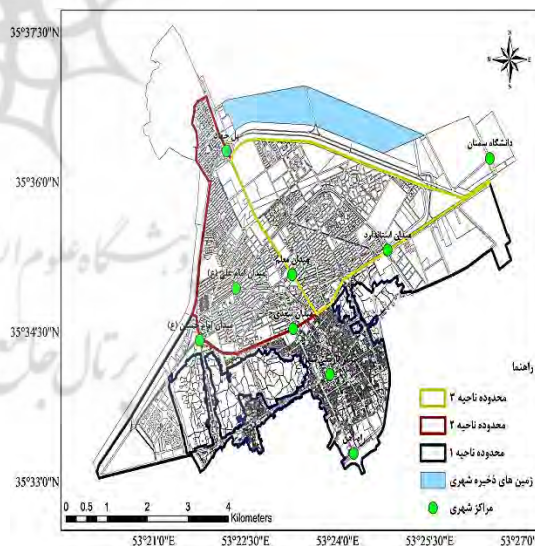 35°37'30"N
35°36'0"N
35°34'30"N
35°33'0"N
دانشگاه سمنان
میدان استاندارد
میدان معلم
میدان امام علی (ع)
میدان سعدی
میدان امام حسین (ع)
راهنما
محدوده ناحیه ۳
محدوده ناحیه ۲
محدوده ناحیه ۱
زمین های ذخیره شهری
مراکز شهری
0 0.5 1 2 3 4
Kilometers
53°21'0"E 53°22'30"E 53°24'0"E 53°25'30"E 53°27'0